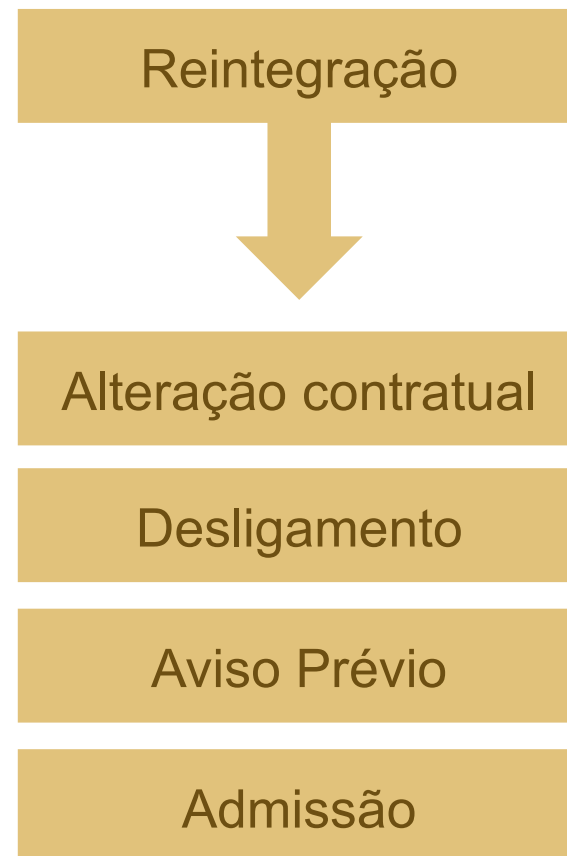 Reintegração
Alteração contratual
Desligamento
Aviso Prévio
Admissão